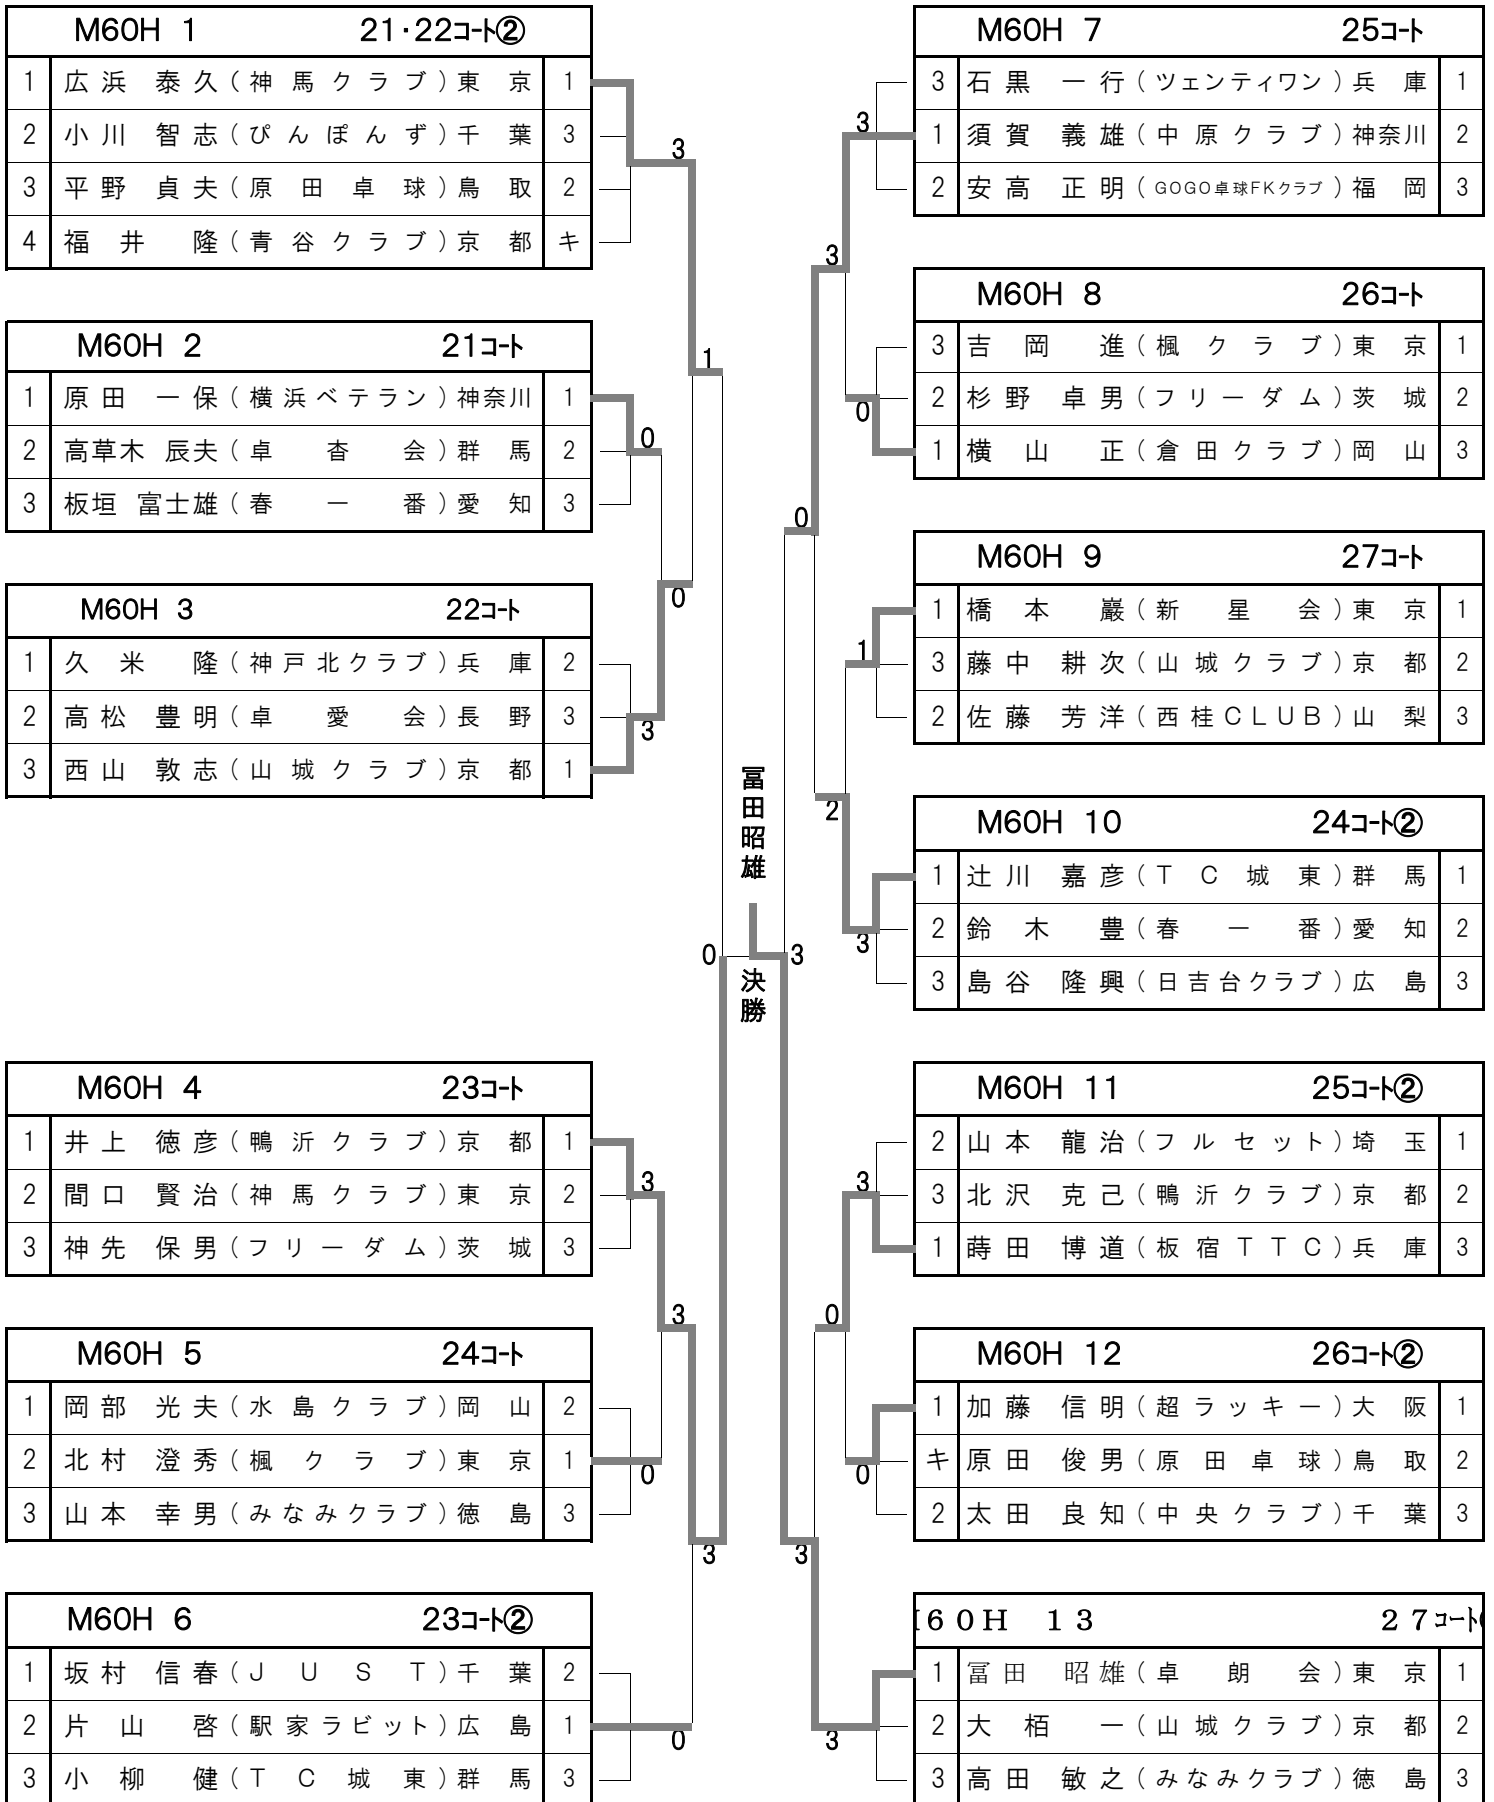 M60H 1 21・22コート②
1 広浜 泰久(神馬クラブ)東京 1
2 小川 智志(ぴんぽんず)千葉 3
3 平野 貞夫(原田卓球)鳥取 2
4 福井 隆(青谷クラブ)京都 キ
M60H 2 21コート
1 原田 一保(横浜ベテラン)神奈川 1
2 高草木 辰夫(卓杏会)群馬 2
3 板垣 富士雄(春一番)愛知 3
M60H 3 22コート
1 久米 隆(神戸北クラブ)兵庫 2
2 高松 豊明(卓愛会)長野 3
3 西山 敦志(山城クラブ)京都 1
M60H 4 23コート
1 井上 徳彦(鴨沂クラブ)京都 1
2 間口 賢治(神馬クラブ)東京 2
3 神先 保男(フリーダム)茨城 3
M60H 5 24コート
1 岡部 光夫(水島クラブ)岡山 2
2 北村 澄秀(楓クラブ)東京 1
3 山本 幸男(みなみクラブ)徳島 3
M60H 6 23コート②
1 坂村 信春(JUST)千葉 2
2 片山 啓(駅家ラビット)広島 1
3 小柳 健(TC城東)群馬 3
3
1
0
0
3
0
3
3
0
3
0
冨田昭雄
決勝
3
3
3
0
0
1
2
3
3
0
0
3
3
M60H 7 25コート
3 石黒 一行(ツェンティワン)兵庫 1
1 須賀 義雄(中原クラブ)神奈川 2
2 安高 正明(GOGO卓球FKクラブ)福岡 3
M60H 8 26コート
3 吉岡 進(楓クラブ)東京 1
2 杉野 卓男(フリーダム)茨城 2
1 横山 正(倉田クラブ)岡山 3
M60H 9 27コート
1 橋本 巌(新星会)東京 1
3 藤中 耕次(山城クラブ)京都 2
2 佐藤 芳洋(西桂CLUB)山梨 3
M60H 10 24コート②
1 辻川 嘉彦(TC城東)群馬 1
2 鈴木 豊(春一番)愛知 2
3 島谷 隆興(日吉台クラブ)広島 3
M60H 11 25コート②
2 山本 龍治(フルセット)埼玉 1
3 北沢 克己(鴨沂クラブ)京都 2
1 蒔田 博道(板宿TTC)兵庫 3
M60H 12 26コート②
1 加藤 信明(超ラッキー)大阪 1
キ 原田 俊男(原田卓球)鳥取 2
2 太田 良知(中央クラブ)千葉 3
M60H 13 27コート
1 冨田 昭雄(卓朗会)東京 1
2 大栢 一(山城クラブ)京都 2
3 高田 敏之(みなみクラブ)徳島 3